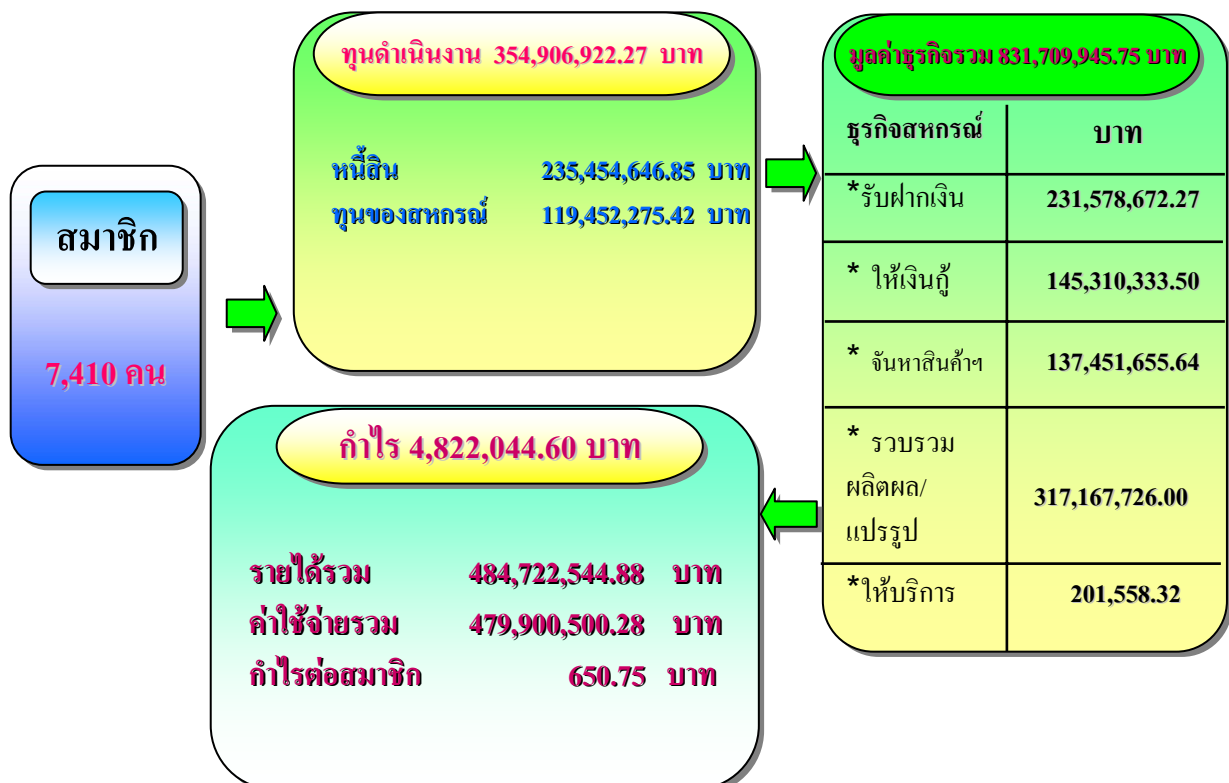 สมาชิก
7,410 คน
ทุนดำเนินงาน 354,906,922.27 บาท
หนี้สิน 235,454,646.85 บาท
ทุนของสหกรณ์ 119,452,275.42 บาท
มูลค่าธุรกิจรวม 831,709,945.75 บาท
ธุรกิจสหกรณ์ บาท
*รับฝากเงิน 231,578,672.27
* ให้เงินกู้ 145,310,333.50
* จันหาสินค้าฯ 137,451,655.64
* รวบรวม
ผลิตผล/
แปรรูป 317,167,726.00
*ให้บริการ 201,558.32
กำไร 4,822,044.60 บาท
รายได้รวม 484,722,544.88 บาท
ค่าใช้จ่ายรวม 479,900,500.28 บาท
กำไรต่อสมาชิก 650.75 บาท